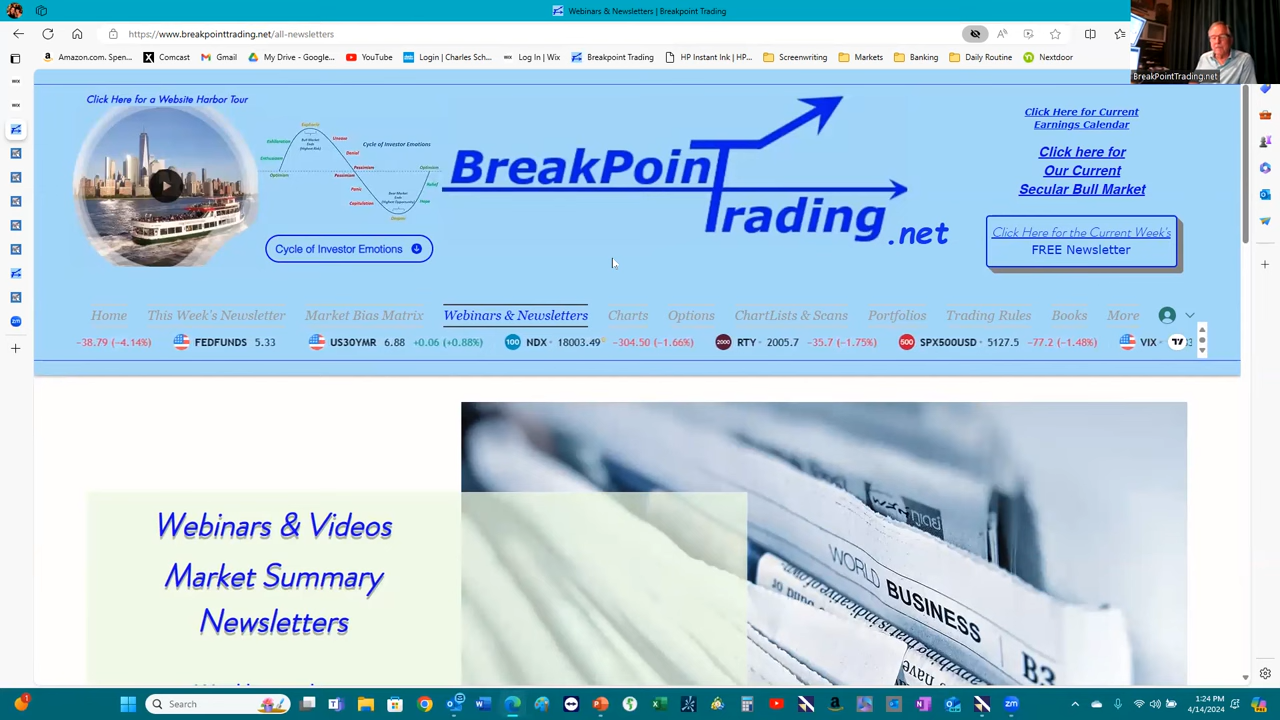 Webinars & Newsletters | Breakpoint Trading
https://www.breakpointtrading.net/all-newsletters
Amazon.com. Spen...
Comcast
Gmail
My Drive - Google...
YouTube
Login | Charles Sch...
Log In | Wix
Breakpoint Trading
HP Instant Ink | HP...
Screenwriting
Markets
Banking
Daily Routine
Nextdoor
BreakPointTrading.net
Click Here for a Website Harbor Tour
Cycle of Investor Emotions
Cycle of Investor Emotions
BreakPoinTrading.net
Click Here for Current
Earnings Calendar
Click here for
Our Current
Secular Bull Market
Click Here for the Current Week's
FREE Newsletter
Home
This Week's Newsletter
Market Bias Matrix
Webinars & Newsletters
Charts
Options
ChartLists & Scans
Portfolios
Trading Rules
Books
More
−38.79 (−4.14%)
FEDFUNDS 5.33
US30YMR 6.88 +0.06 (+0.88%)
100 NDX 18003.49 −304.50 (−1.66%)
2000 RTY 2005.7 −35.7 (−1.75%)
500 SPX500USD 5127.5 −77.2 (−1.48%)
VIX
Webinars & Videos
Market Summary
Newsletters
WORLD BUSINESS
B3
Search
1:24 PM
4/14/2024